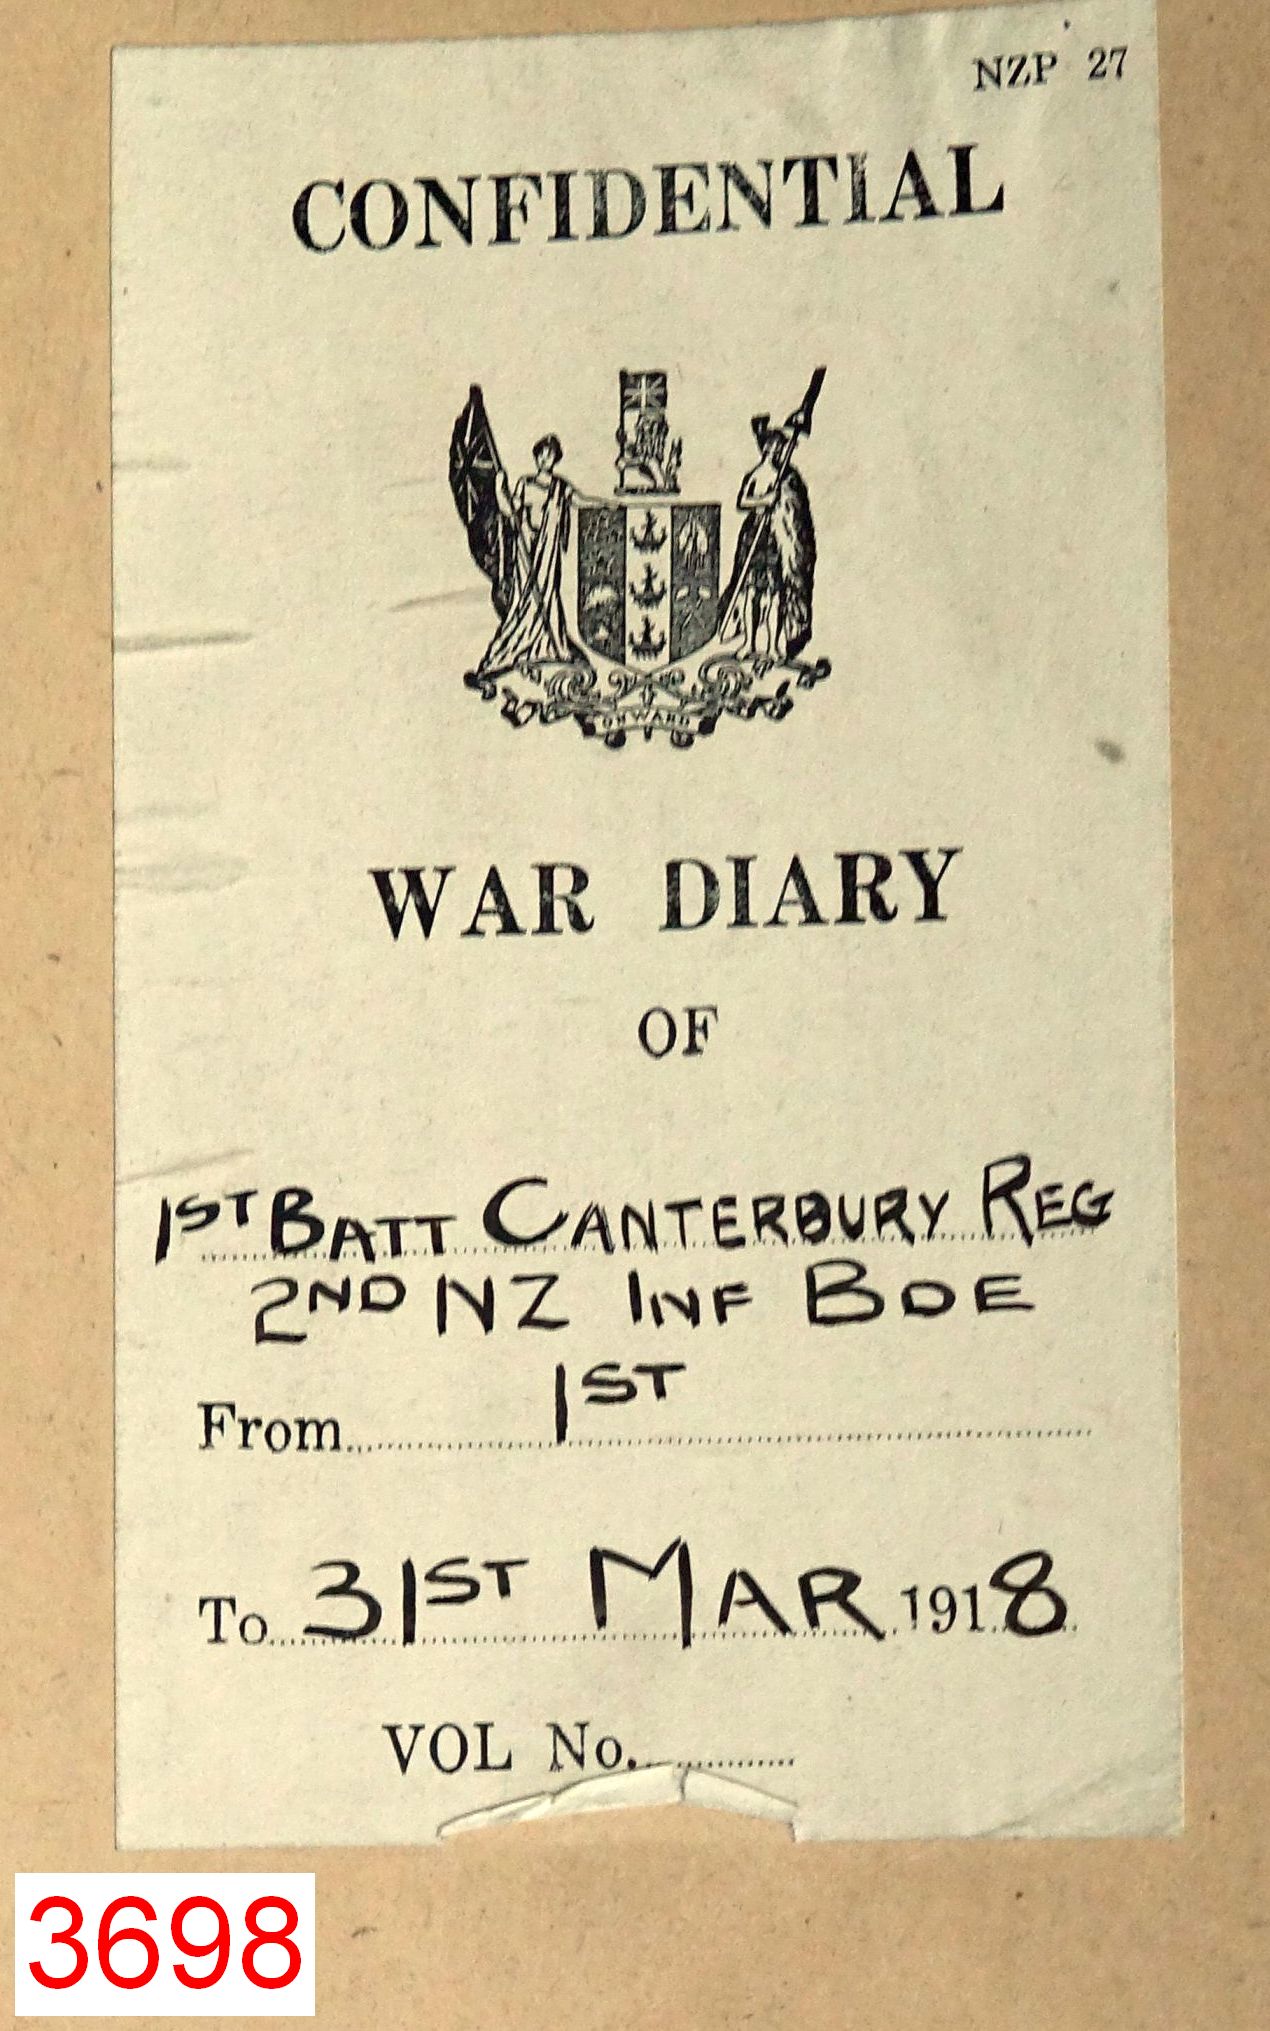 NZP 27
CONFIDENTIAL
ONWARD
WAR DIARY
OF
1ST BATT CANTERBURY REG
2ND NZ INF BDE
From 1ST
To 31ST MAR 1918
VOL No.
3698